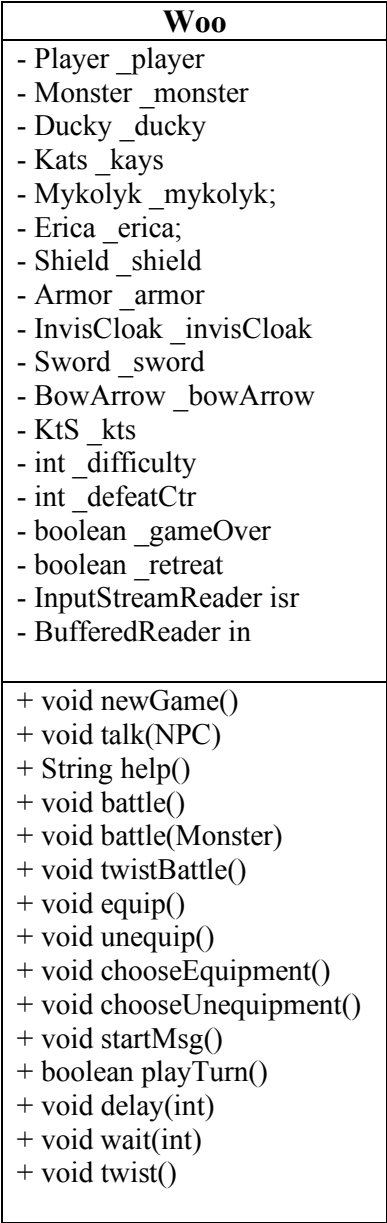 Woo
- Player _player
- Monster _monster
- Ducky _ducky
- Kats _kays
- Mykolyk _mykolyk;
- Erica _erica;
- Shield _shield
- Armor _armor
- InvisCloak _invisCloak
- Sword _sword
- BowArrow _bowArrow
- KtS _kts
- int _difficulty
- int _defeatCtr
- boolean _gameOver
- boolean _retreat
- InputStreamReader isr
- BufferedReader in
+ void newGame()
+ void talk(NPC)
+ String help()
+ void battle()
+ void battle(Monster)
+ void twistBattle()
+ void equip()
+ void unequip()
+ void chooseEquipment()
+ void chooseUnequipment()
+ void startMsg()
+ boolean playTurn()
+ void delay(int)
+ void wait(int)
+ void twist()